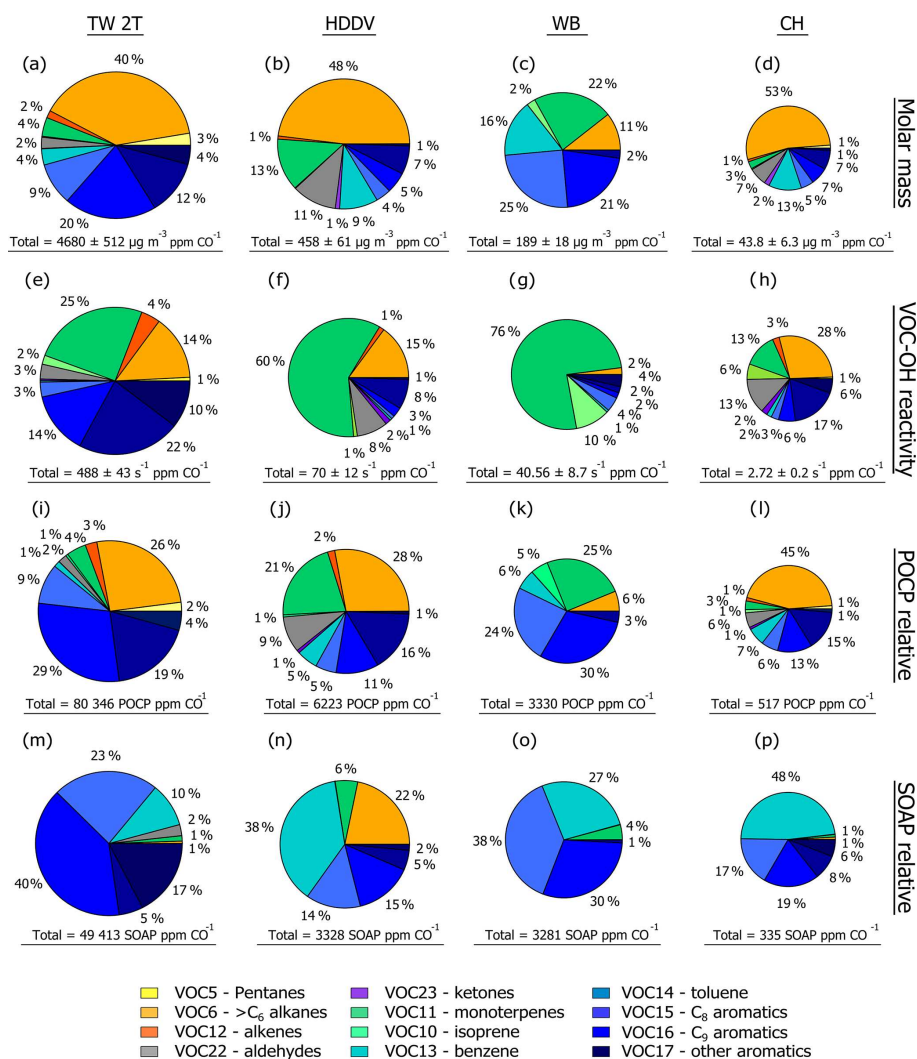 TW 2T HDDV WB CH
(a) (b) (c) (d)
40 % 48 % 22 % 53 %
2 % 4 % 2 % 4 % 9 % 20 % 12 % 4 % 3 %
1 % 13 % 11 % 1 % 9 % 4 % 5 % 7 % 1 %
2 % 16 % 25 % 21 % 2 % 11 %
1 % 3 % 7 % 2 % 13 % 5 % 7 % 7 % 1 % 1 %
Molar mass
Total = 4680 ± 512 µg m⁻³ ppm CO⁻¹
Total = 458 ± 61 µg m⁻³ ppm CO⁻¹
Total = 189 ± 18 µg m⁻³ ppm CO⁻¹
Total = 43.8 ± 6.3 µg m⁻³ ppm CO⁻¹
(e) (f) (g) (h)
25 % 4 % 14 % 1 % 10 % 22 % 14 % 3 % 3 % 2 %
60 % 1 % 15 % 1 % 8 % 3 % 1 % 2 % 8 % 1 %
76 % 2 % 4 % 2 % 2 % 4 % 1 % 10 %
13 % 3 % 28 % 1 % 6 % 17 % 6 % 3 % 2 % 2 % 13 % 6 %
VOC-OH reactivity
Total = 488 ± 43 s⁻¹ ppm CO⁻¹
Total = 70 ± 12 s⁻¹ ppm CO⁻¹
Total = 40.56 ± 8.7 s⁻¹ ppm CO⁻¹
Total = 2.72 ± 0.2 s⁻¹ ppm CO⁻¹
(i) (j) (k) (l)
1 % 4 % 3 % 26 % 2 % 4 % 19 % 29 % 9 % 1 % 2 %
21 % 2 % 28 % 1 % 16 % 11 % 5 % 5 % 1 % 9 % 1 %
5 % 25 % 6 % 3 % 30 % 24 % 6 %
45 % 1 % 1 % 15 % 13 % 6 % 7 % 1 % 6 % 1 % 3 % 1 %
POCP relative
Total = 80 346 POCP ppm CO⁻¹
Total = 6223 POCP ppm CO⁻¹
Total = 3330 POCP ppm CO⁻¹
Total = 517 POCP ppm CO⁻¹
(m) (n) (o) (p)
23 % 10 % 2 % 1 % 1 % 17 % 5 % 40 %
6 % 22 % 2 % 5 % 15 % 14 % 38 %
27 % 4 % 1 % 30 % 38 %
48 % 1 % 1 % 6 % 8 % 19 % 17 %
SOAP relative
Total = 49 413 SOAP ppm CO⁻¹
Total = 3328 SOAP ppm CO⁻¹
Total = 3281 SOAP ppm CO⁻¹
Total = 335 SOAP ppm CO⁻¹
VOC5 - Pentanes
VOC6 - >C₆ alkanes
VOC12 - alkenes
VOC22 - aldehydes
VOC23 - ketones
VOC11 - monoterpenes
VOC10 - isoprene
VOC13 - benzene
VOC14 - toluene
VOC15 - C₈ aromatics
VOC16 - C₉ aromatics
VOC17 - other aromatics